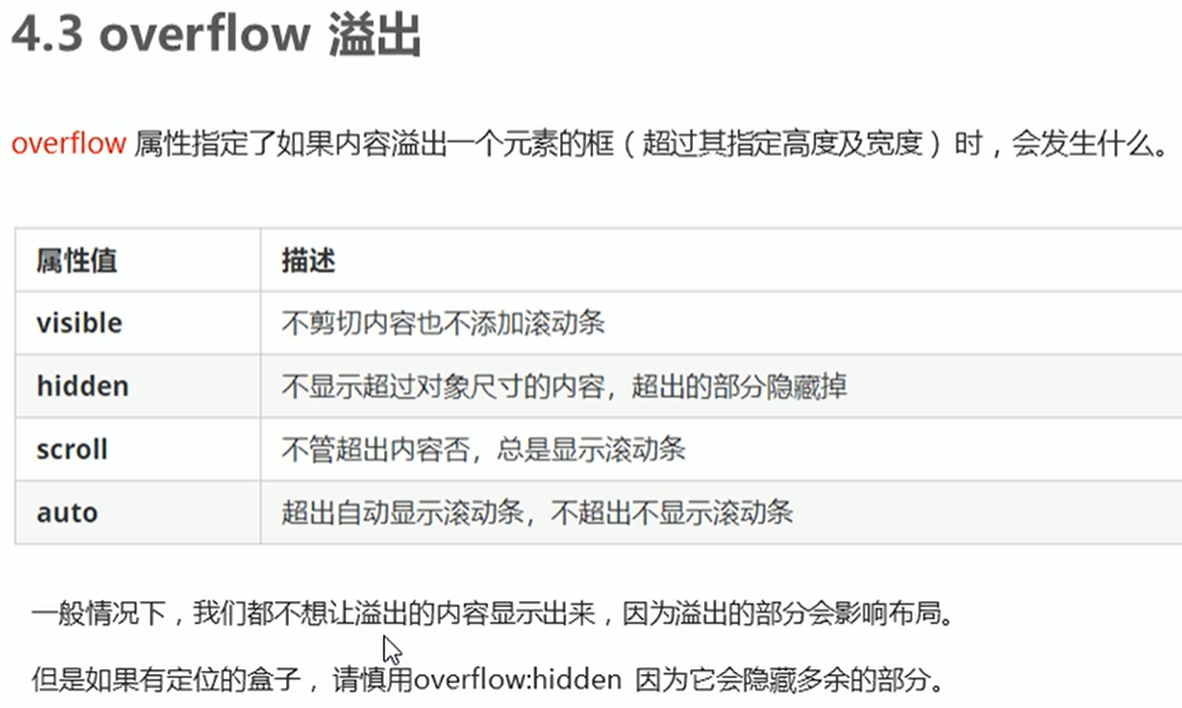 4.3 overflow 溢出
overflow 属性指定了如果内容溢出一个元素的框（超过其指定高度及宽度）时，会发生什么。
属性值 描述
visible 不剪切内容也不添加滚动条
hidden 不显示超过对象尺寸的内容，超出的部分隐藏掉
scroll 不管超出内容否，总是显示滚动条
auto 超出自动显示滚动条，不超出不显示滚动条
一般情况下，我们都不想让溢出的内容显示出来，因为溢出的部分会影响布局。
但是如果有定位的盒子，请慎用overflow:hidden 因为它会隐藏多余的部分。